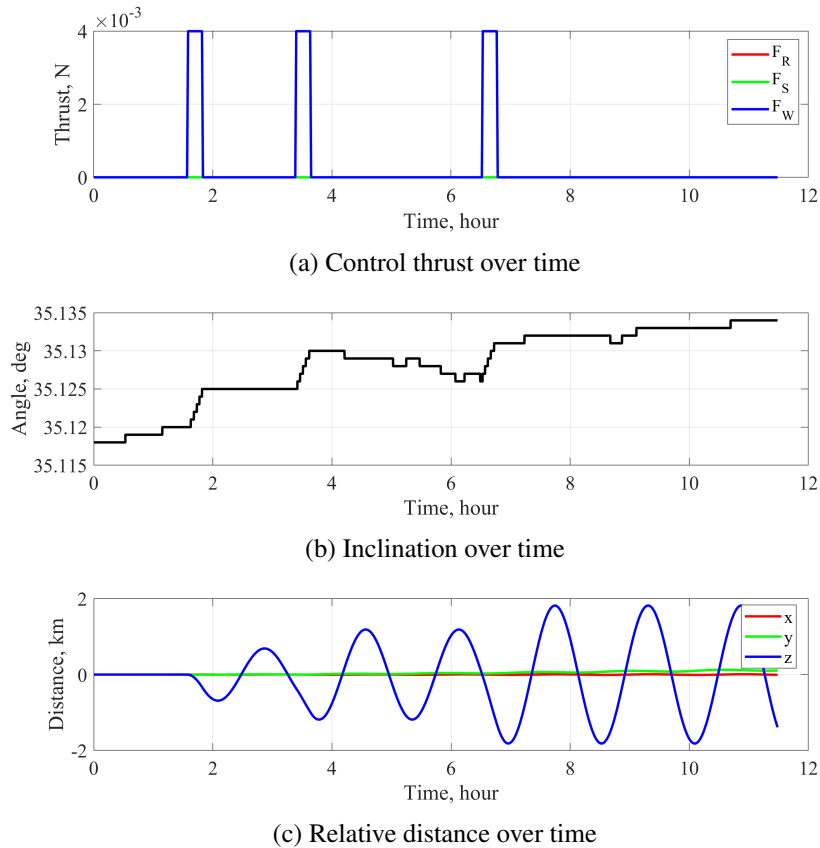 ×10⁻³
4
2
0
Thrust, N
F_R
F_S
F_W
0 2 4 6 8 10 12
Time, hour
(a) Control thrust over time
35.135
35.13
35.125
35.12
35.115
Angle, deg
0 2 4 6 8 10 12
Time, hour
(b) Inclination over time
2
0
-2
Distance, km
x
y
z
0 2 4 6 8 10 12
Time, hour
(c) Relative distance over time